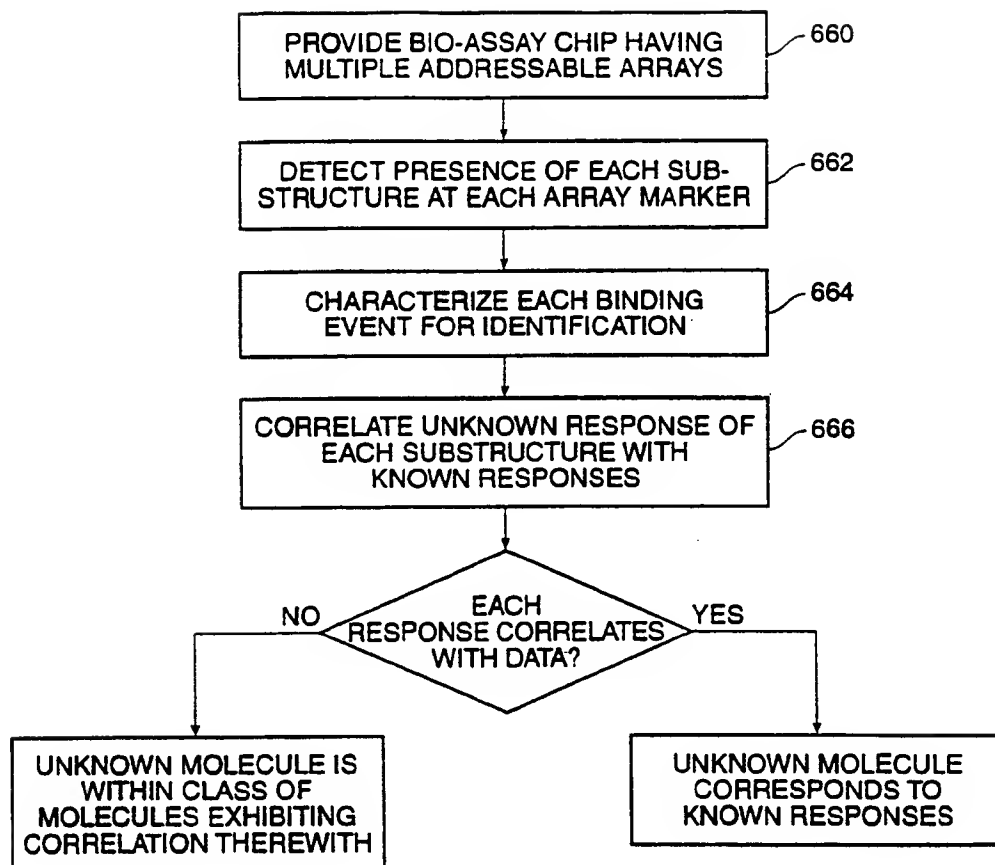 PROVIDE BIO-ASSAY CHIP HAVING
MULTIPLE ADDRESSABLE ARRAYS
660
DETECT PRESENCE OF EACH SUB-
STRUCTURE AT EACH ARRAY MARKER
662
CHARACTERIZE EACH BINDING
EVENT FOR IDENTIFICATION
664
CORRELATE UNKNOWN RESPONSE OF
EACH SUBSTRUCTURE WITH
KNOWN RESPONSES
666
EACH
RESPONSE CORRELATES
WITH DATA?
NO
YES
UNKNOWN MOLECULE IS
WITHIN CLASS OF
MOLECULES EXHIBITING
CORRELATION THEREWITH
UNKNOWN MOLECULE
CORRESPONDS TO
KNOWN RESPONSES